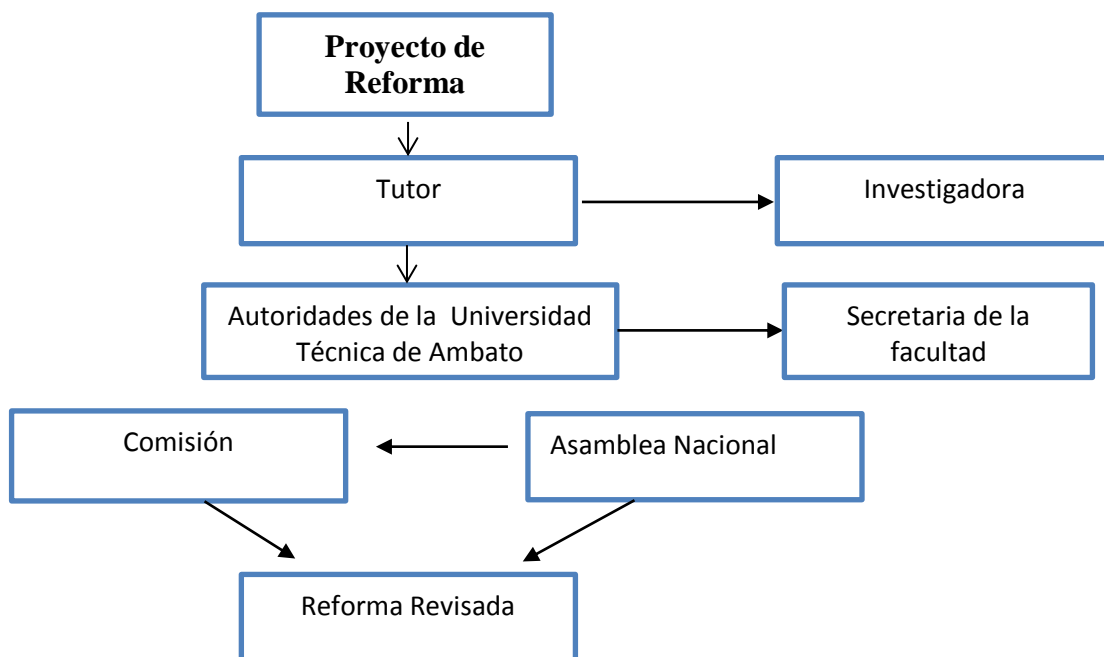 Proyecto de
Reforma
Tutor
Investigadora
Autoridades de la  Universidad
Técnica de Ambato
Secretaria de la
facultad
Comisión
Asamblea Nacional
Reforma Revisada